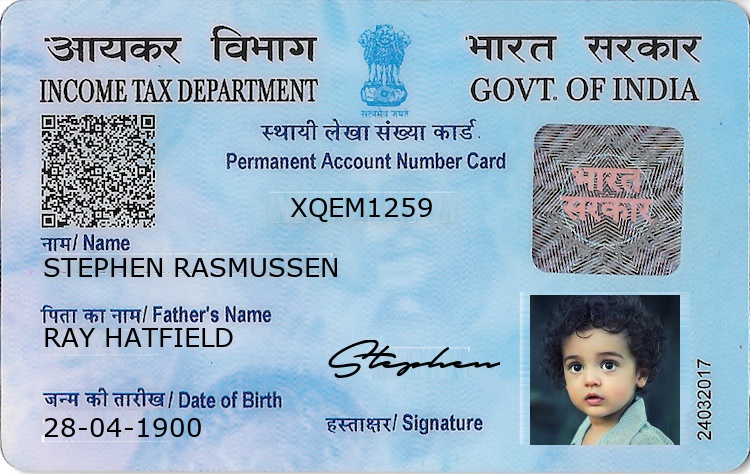 आयकर विभाग
INCOME TAX DEPARTMENT
सत्यमेव जयते
भारत सरकार
GOVT. OF INDIA
स्थायी लेखा संख्या कार्ड
Permanent Account Number Card
XQEM1259
भारत
सरकार
नाम/ Name
STEPHEN RASMUSSEN
पिता का नाम/ Father's Name
RAY HATFIELD
Stephen
जन्म की तारीख/ Date of Birth
28-04-1900
हस्ताक्षर/ Signature
24032017